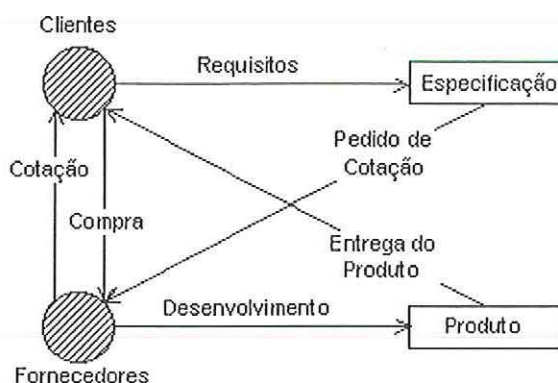 Clientes
Requisitos
Especificação
Pedido de
Cotação
Cotação
Compra
Entrega do
Produto
Desenvolvimento
Produto
Fornecedores